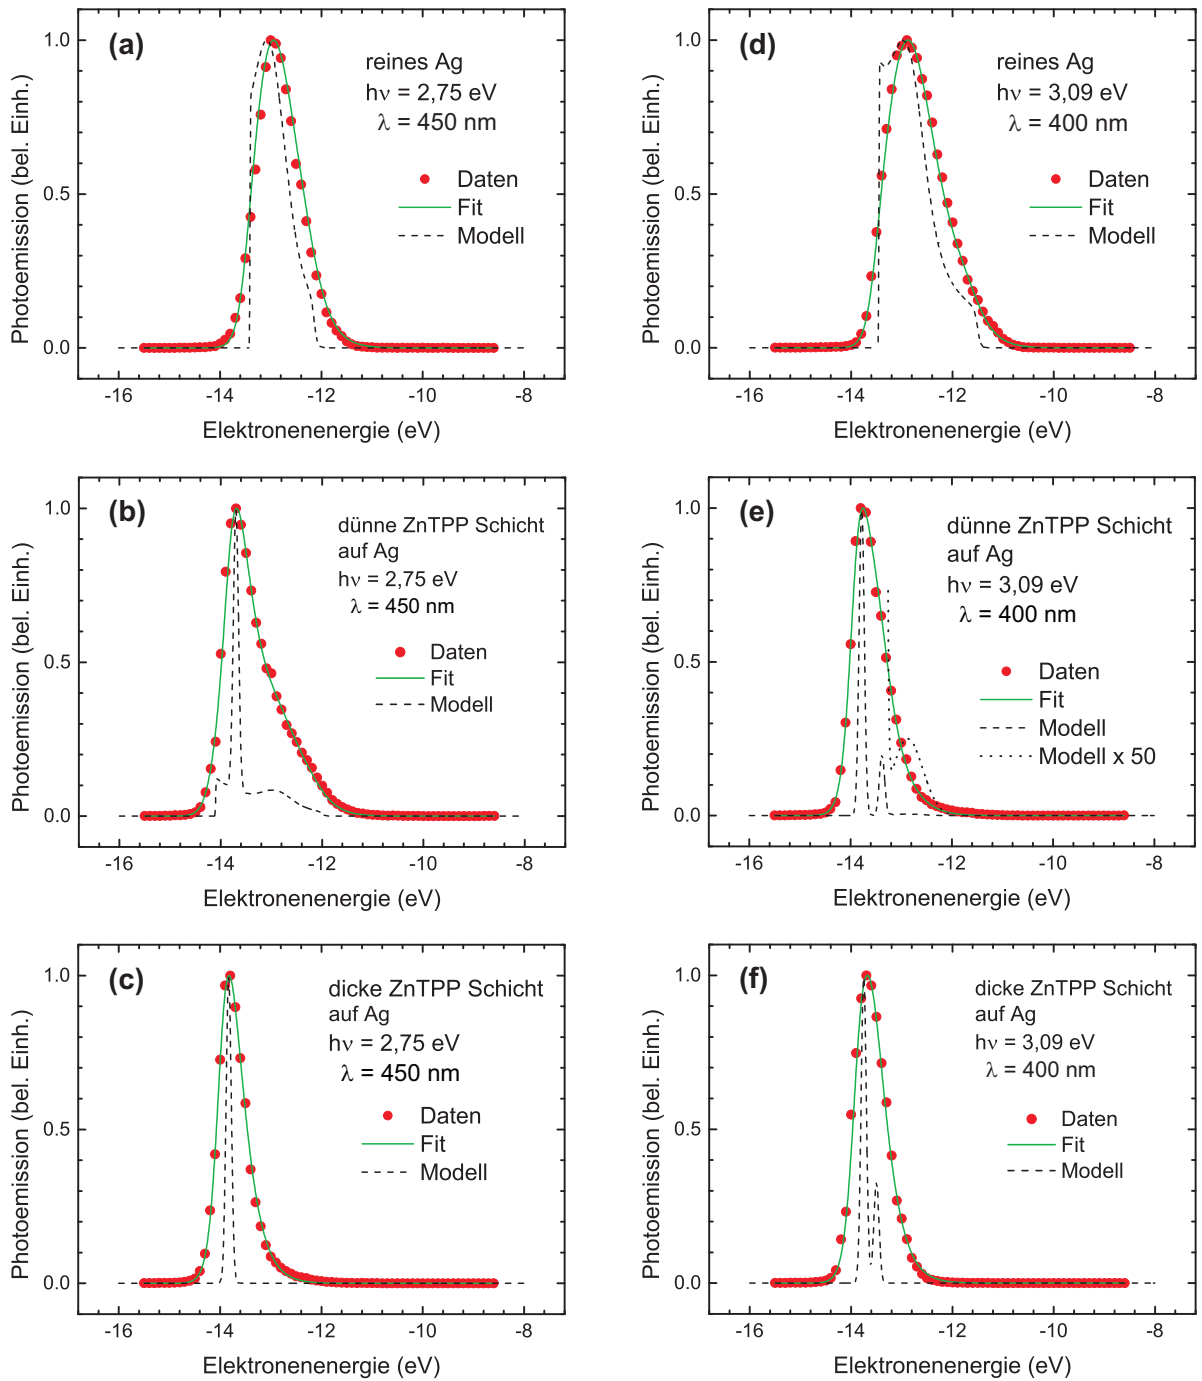 (a)
reines Ag
hν = 2,75 eV
λ = 450 nm
Daten
Fit
Modell
Photoemission (bel. Einh.)
1.0
0.5
0.0
-16
-14
-12
-10
-8
Elektronenenergie (eV)
(d)
reines Ag
hν = 3,09 eV
λ = 400 nm
Daten
Fit
Modell
Photoemission (bel. Einh.)
1.0
0.5
0.0
-16
-14
-12
-10
-8
Elektronenenergie (eV)
(b)
dünne ZnTPP Schicht
auf Ag
hν = 2,75 eV
λ = 450 nm
Daten
Fit
Modell
Photoemission (bel. Einh.)
1.0
0.5
0.0
-16
-14
-12
-10
-8
Elektronenenergie (eV)
(e)
dünne ZnTPP Schicht
auf Ag
hν = 3,09 eV
λ = 400 nm
Daten
Fit
Modell
Modell x 50
Photoemission (bel. Einh.)
1.0
0.5
0.0
-16
-14
-12
-10
-8
Elektronenenergie (eV)
(c)
dicke ZnTPP Schicht
auf Ag
hν = 2,75 eV
λ = 450 nm
Daten
Fit
Modell
Photoemission (bel. Einh.)
1.0
0.5
0.0
-16
-14
-12
-10
-8
Elektronenenergie (eV)
(f)
dicke ZnTPP Schicht
auf Ag
hν = 3,09 eV
λ = 400 nm
Daten
Fit
Modell
Photoemission (bel. Einh.)
1.0
0.5
0.0
-16
-14
-12
-10
-8
Elektronenenergie (eV)